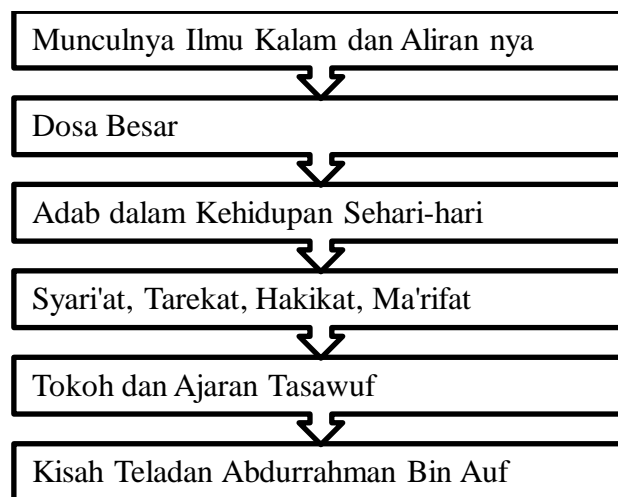 Munculnya Ilmu Kalam dan Aliran nya
Dosa Besar
Adab dalam Kehidupan Sehari-hari
Syari'at, Tarekat, Hakikat, Ma'rifat
Tokoh dan Ajaran Tasawuf
Kisah Teladan Abdurrahman Bin Auf